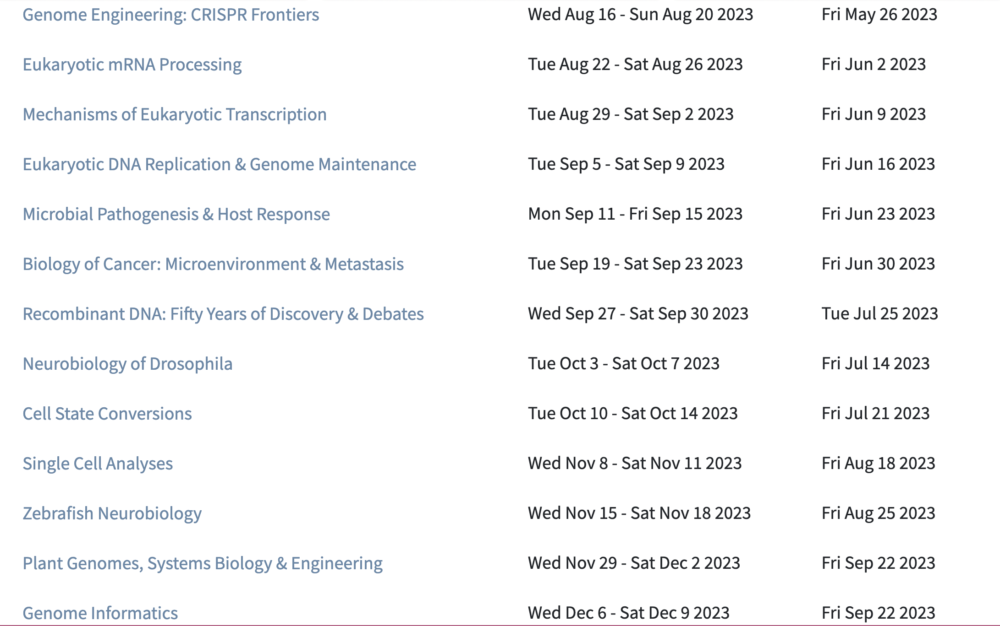 Genome Engineering: CRISPR Frontiers Wed Aug 16 - Sun Aug 20 2023 Fri May 26 2023
Eukaryotic mRNA Processing Tue Aug 22 - Sat Aug 26 2023 Fri Jun 2 2023
Mechanisms of Eukaryotic Transcription Tue Aug 29 - Sat Sep 2 2023 Fri Jun 9 2023
Eukaryotic DNA Replication & Genome Maintenance Tue Sep 5 - Sat Sep 9 2023 Fri Jun 16 2023
Microbial Pathogenesis & Host Response Mon Sep 11 - Fri Sep 15 2023 Fri Jun 23 2023
Biology of Cancer: Microenvironment & Metastasis Tue Sep 19 - Sat Sep 23 2023 Fri Jun 30 2023
Recombinant DNA: Fifty Years of Discovery & Debates Wed Sep 27 - Sat Sep 30 2023 Tue Jul 25 2023
Neurobiology of Drosophila Tue Oct 3 - Sat Oct 7 2023 Fri Jul 14 2023
Cell State Conversions Tue Oct 10 - Sat Oct 14 2023 Fri Jul 21 2023
Single Cell Analyses Wed Nov 8 - Sat Nov 11 2023 Fri Aug 18 2023
Zebrafish Neurobiology Wed Nov 15 - Sat Nov 18 2023 Fri Aug 25 2023
Plant Genomes, Systems Biology & Engineering Wed Nov 29 - Sat Dec 2 2023 Fri Sep 22 2023
Genome Informatics Wed Dec 6 - Sat Dec 9 2023 Fri Sep 22 2023